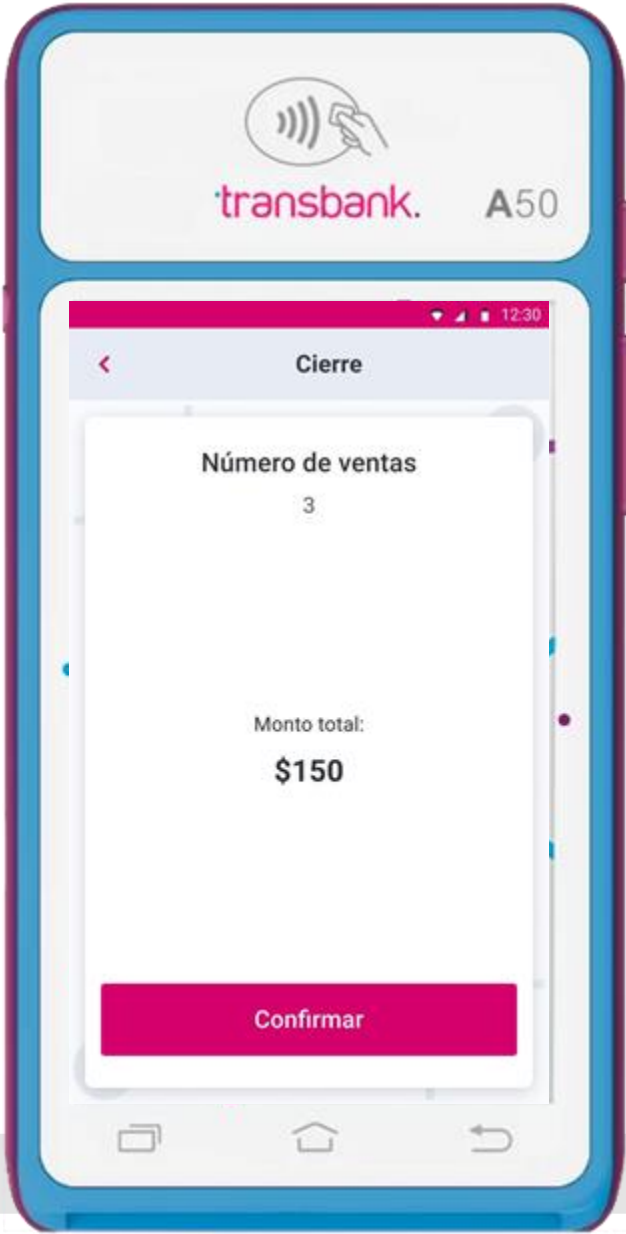 transbank.
A50
12:30
Cierre
Número de ventas
3
Monto total:
$150
Confirmar